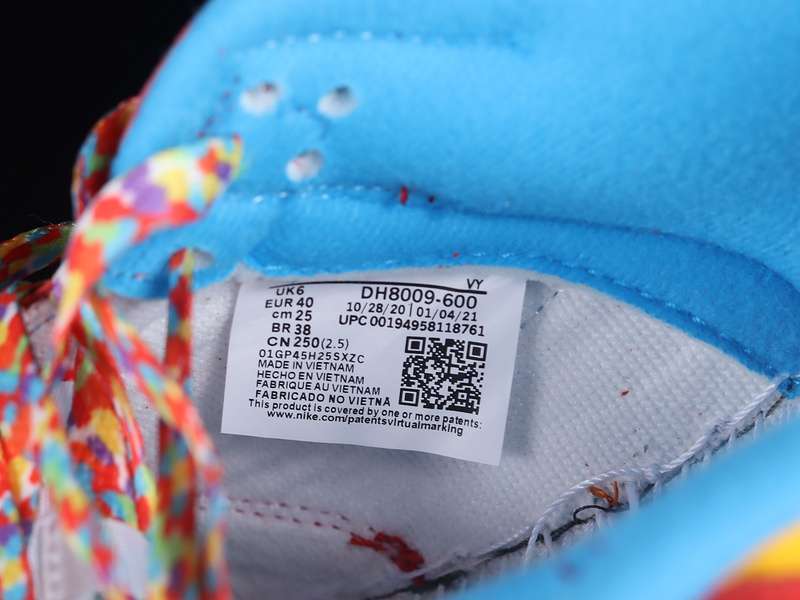 VY
UK6
EUR 40
cm 25
BR 38
CN 250(2.5)
DH8009-600
10/28/20 | 01/04/21
UPC 00194958118761
01GP45H25SXZC
MADE IN VIETNAM
HECHO EN VIETNAM
FABRIQUE AU VIETNAM
FABRICADO NO VIETNA
This product is covered by one or more patents:
www.nike.com/patentsvirtualmarking